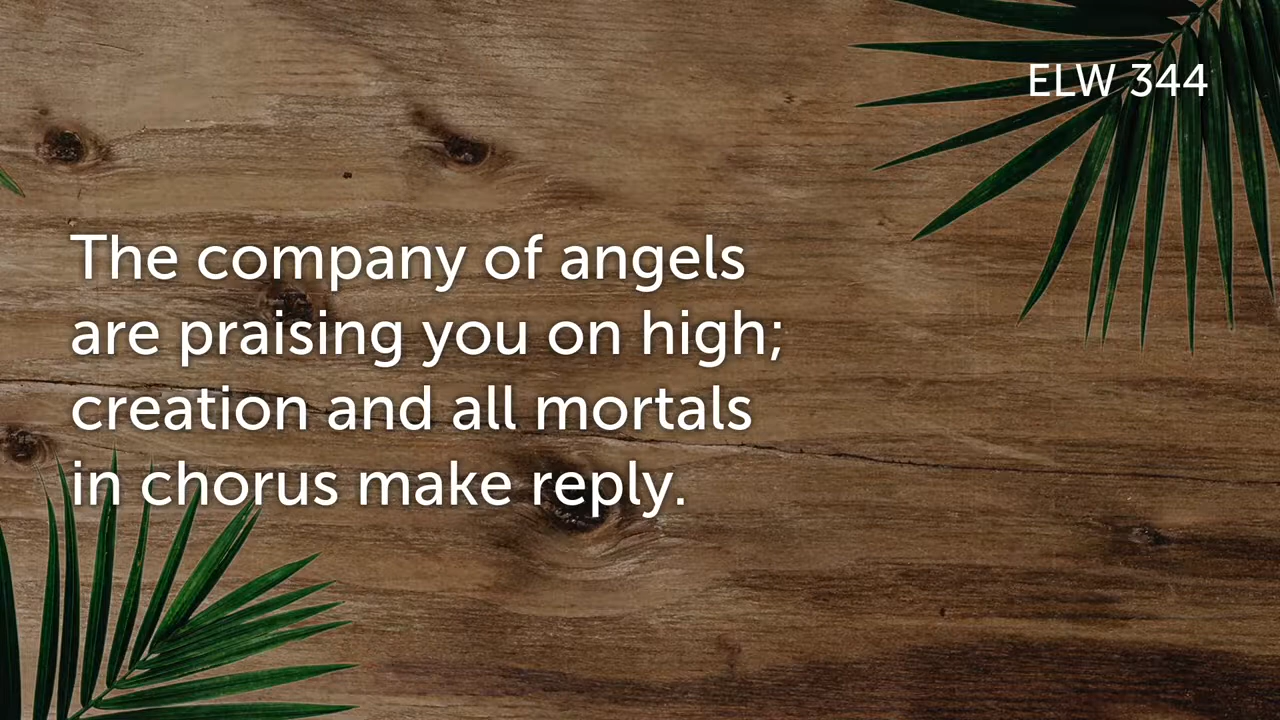 ELW 344
The company of angels
are praising you on high;
creation and all mortals
in chorus make reply.